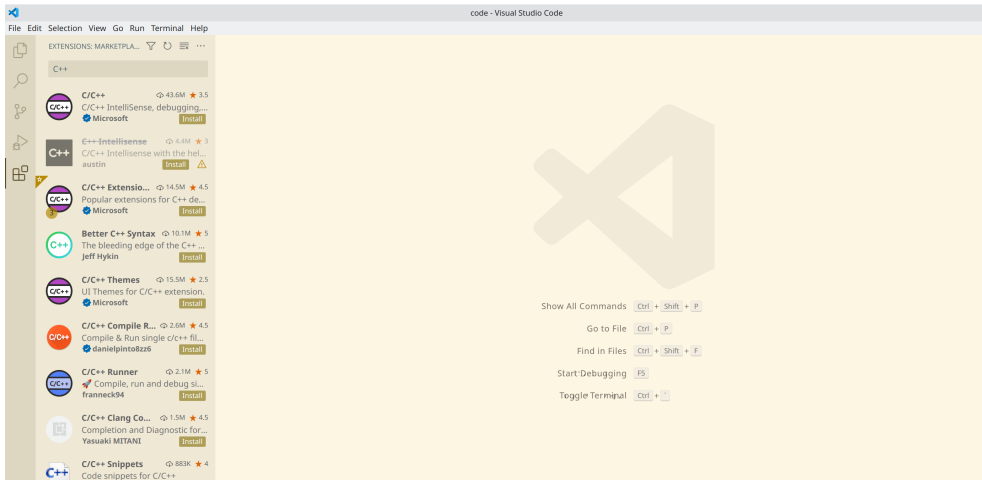 code - Visual Studio Code
File Edit Selection View Go Run Terminal Help
EXTENSIONS: MARKETPLA...
C++
C/C++ 43.6M ★ 3.5
C/C++ IntelliSense, debugging,...
Microsoft Install
C++ Intellisense 4.4M ★ 3
C/C++ Intellisense with the hel...
austin Install
C/C++ Extensio... 14.5M ★ 4.5
Popular extensions for C++ de...
3 Microsoft Install
Better C++ Syntax 10.1M ★ 5
The bleeding edge of the C++ ...
Jeff Hykin Install
C/C++ Themes 15.5M ★ 2.5
UI Themes for C/C++ extension.
Microsoft Install
C/C++ Compile R... 2.6M ★ 4.5
Compile & Run single c/c++ fil...
danielpinto8zz6 Install
C/C++ Runner 2.1M ★ 5
🚀 Compile, run and debug si...
franneck94 Install
C/C++ Clang Co... 1.5M ★ 4.5
Completion and Diagnostic for...
Yasuaki MITANI Install
C/C++ Snippets 883K ★ 4
Code snippets for C/C++
C/C++
C++
C/C++
C++
C/C++
C/C++
C/C++
C++
Show All Commands Ctrl + Shift + P
Go to File Ctrl + P
Find in Files Ctrl + Shift + F
Start Debugging F5
Toggle Terminal Ctrl + `